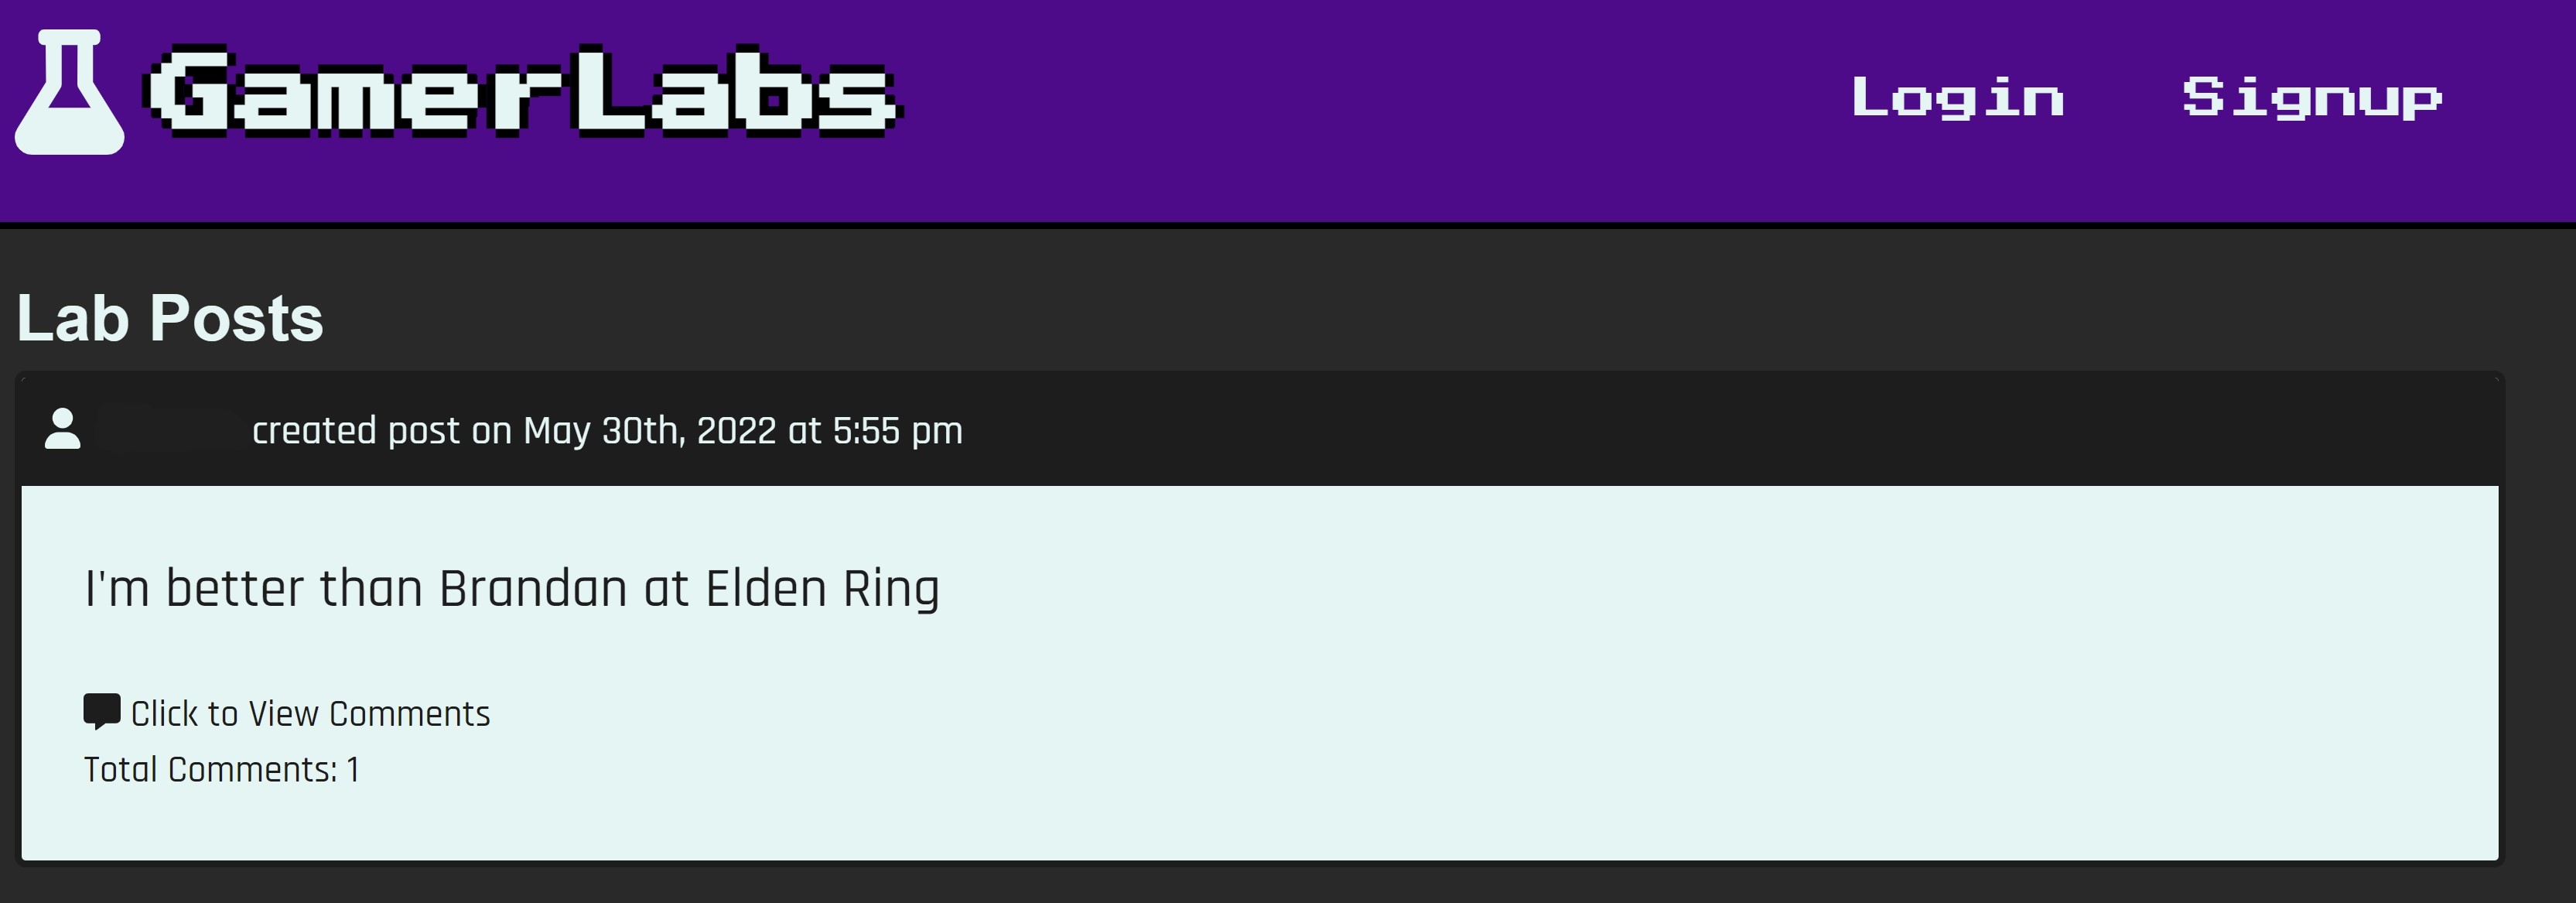 GamerLabs
Login Signup
Lab Posts
created post on May 30th, 2022 at 5:55 pm
I'm better than Brandan at Elden Ring
Click to View Comments
Total Comments: 1